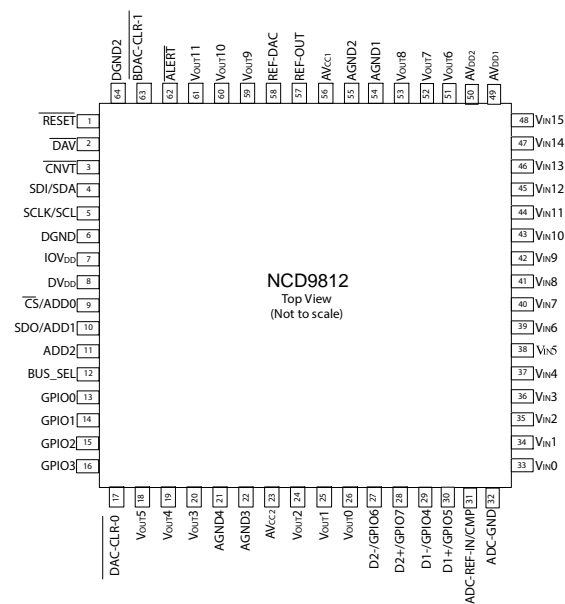 DGND2
BDAC-CLR-1
ALERT
VOUT11
VOUT10
VOUT9
REF-DAC
REF-OUT
AVCC1
AGND2
AGND1
VOUT8
VOUT7
VOUT6
AVDD2
AVDD1
64 63 62 61 60 59 58 57 56 55 54 53 52 51 50 49
RESET 1
DAV 2
CNVT 3
SDI/SDA 4
SCLK/SCL 5
DGND 6
IOVDD 7
DVDD 8
CS/ADD0 9
SDO/ADD1 10
ADD2 11
BUS_SEL 12
GPIO0 13
GPIO1 14
GPIO2 15
GPIO3 16
NCD9812
Top View
(Not to scale)
48 VIN15
47 VIN14
46 VIN13
45 VIN12
44 VIN11
43 VIN10
42 VIN9
41 VIN8
40 VIN7
39 VIN6
38 VIN5
37 VIN4
36 VIN3
35 VIN2
34 VIN1
33 VIN0
17 18 19 20 21 22 23 24 25 26 27 28 29 30 31 32
DAC-CLR-0
VOUT5
VOUT4
VOUT3
AGND4
AGND3
AVCC2
VOUT2
VOUT1
VOUT0
D2-/GPIO6
D2+/GPIO7
D1-/GPIO4
D1+/GPIO5
ADC-REF-IN/CMP
ADC-GND